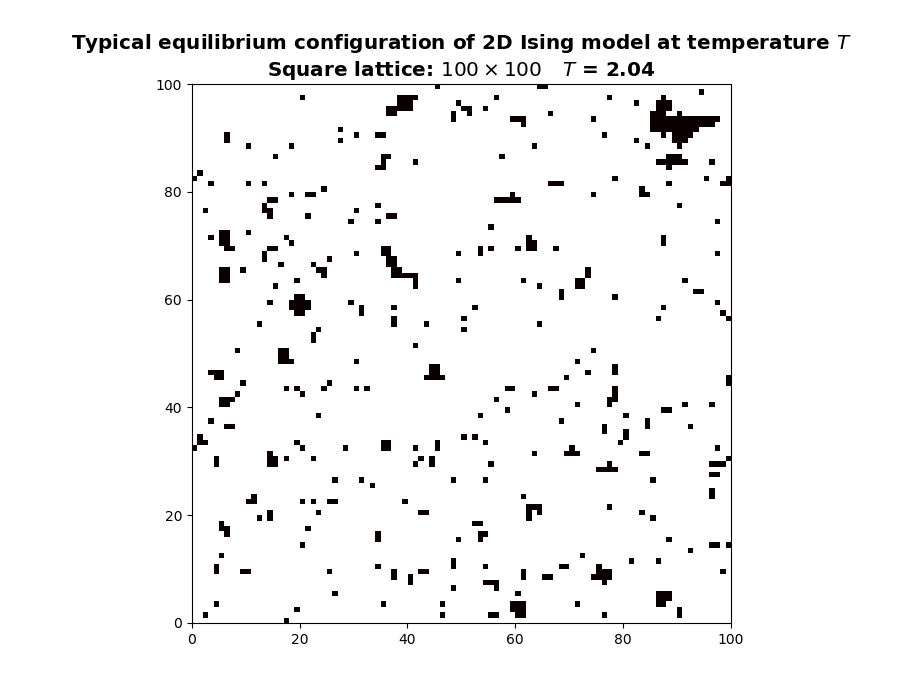 Typical equilibrium configuration of 2D Ising model at temperature T
Square lattice: 100 × 100 T = 2.04
100
80
60
40
20
0
0 20 40 60 80 100